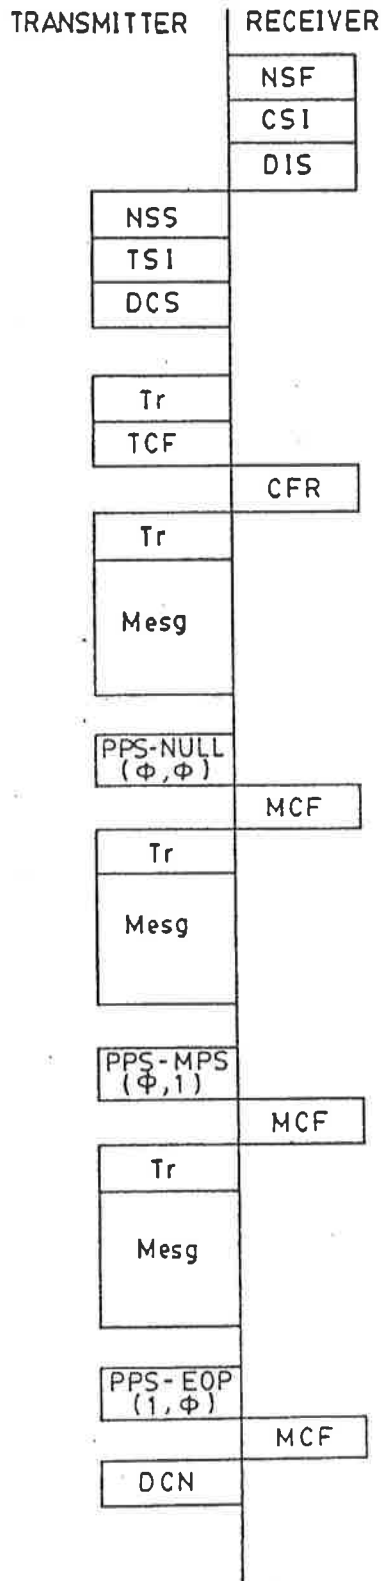 TRANSMITTER
RECEIVER
NSF
CSI
DIS
NSS
TSI
DCS
Tr
TCF
CFR
Tr
Mesg
PPS-NULL
(Φ,Φ)
MCF
Tr
Mesg
PPS-MPS
(Φ,1)
MCF
Tr
Mesg
PPS-EOP
(1,Φ)
MCF
DCN